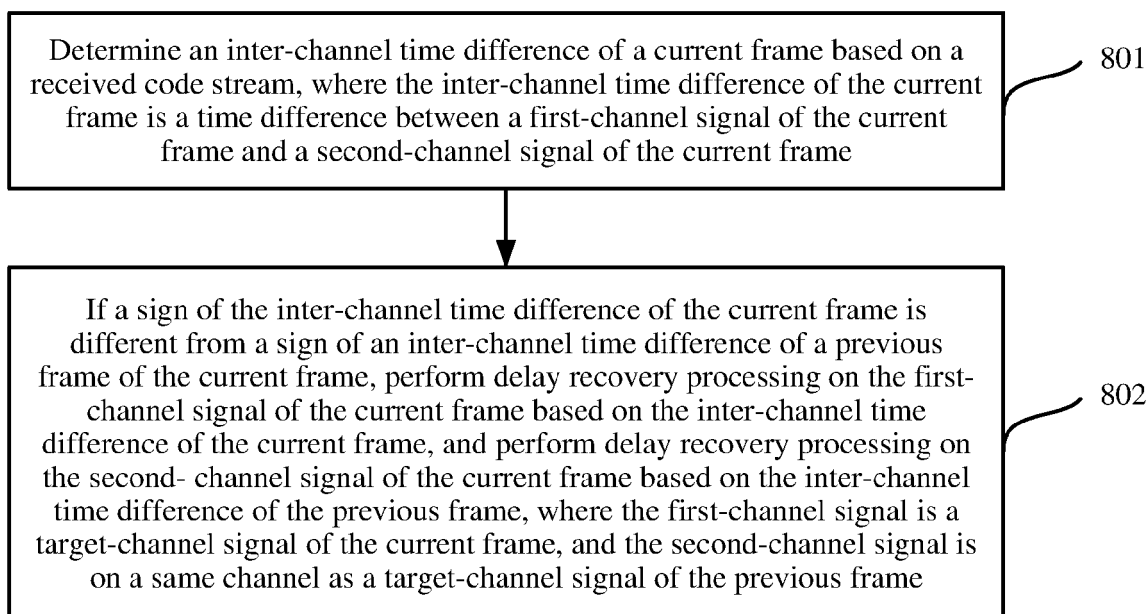 Determine an inter-channel time difference of a current frame based on a
received code stream, where the inter-channel time difference of the current
frame is a time difference between a first-channel signal of the current
frame and a second-channel signal of the current frame
801
If a sign of the inter-channel time difference of the current frame is
different from a sign of an inter-channel time difference of a previous
frame of the current frame, perform delay recovery processing on the first-
channel signal of the current frame based on the inter-channel time
difference of the current frame, and perform delay recovery processing on
the second- channel signal of the current frame based on the inter-channel
time difference of the previous frame, where the first-channel signal is a
target-channel signal of the current frame, and the second-channel signal is
on a same channel as a target-channel signal of the previous frame
802